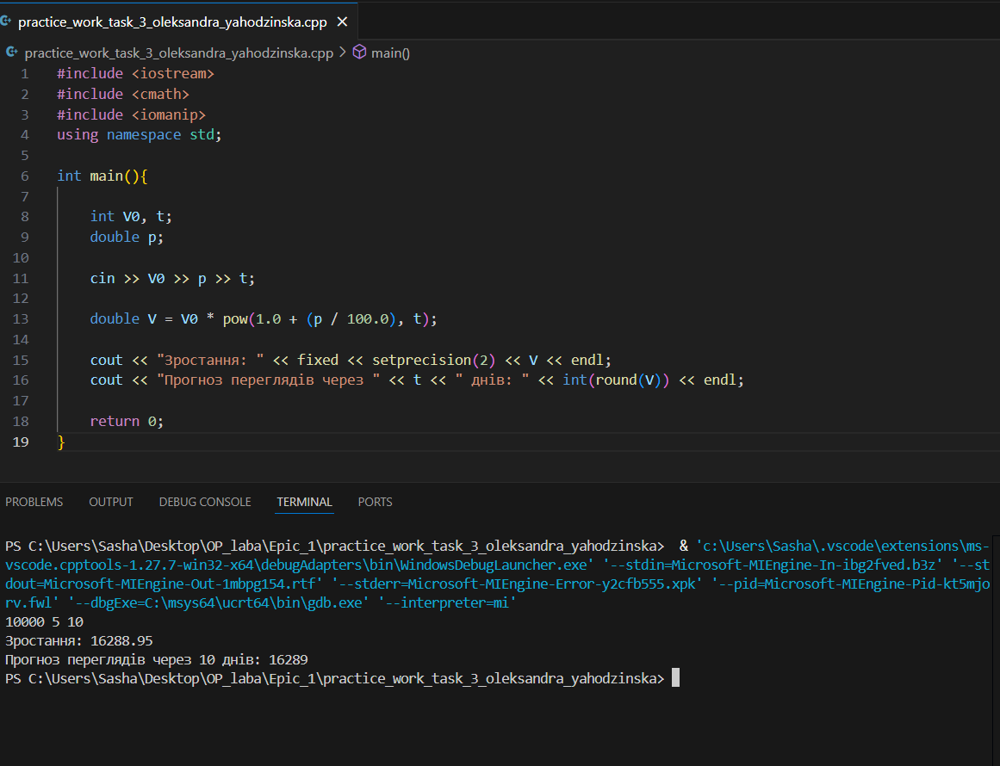 practice_work_task_3_oleksandra_yahodzinska.cpp ×
practice_work_task_3_oleksandra_yahodzinska.cpp > main()
1 #include <iostream>
2 #include <cmath>
3 #include <iomanip>
4 using namespace std;
5
6 int main(){
7
8 int V0, t;
9 double p;
10
11 cin >> V0 >> p >> t;
12
13 double V = V0 * pow(1.0 + (p / 100.0), t);
14
15 cout << "Зростання: " << fixed << setprecision(2) << V << endl;
16 cout << "Прогноз переглядів через " << t << " днів: " << int(round(V)) << endl;
17
18 return 0;
19 }
PROBLEMS OUTPUT DEBUG CONSOLE TERMINAL PORTS
PS C:\Users\Sasha\Desktop\OP_laba\Epic_1\practice_work_task_3_oleksandra_yahodzinska> & 'c:\Users\Sasha\.vscode\extensions\ms-
vscode.cpptools-1.27.7-win32-x64\debugAdapters\bin\WindowsDebugLauncher.exe' '--stdin=Microsoft-MIEngine-In-ibg2fved.b3z' '--st
dout=Microsoft-MIEngine-Out-1mbpg154.rtf' '--stderr=Microsoft-MIEngine-Error-y2cfb555.xpk' '--pid=Microsoft-MIEngine-Pid-kt5mjo
rv.fwl' '--dbgExe=C:\msys64\ucrt64\bin\gdb.exe' '--interpreter=mi'
10000 5 10
Зростання: 16288.95
Прогноз переглядів через 10 днів: 16289
PS C:\Users\Sasha\Desktop\OP_laba\Epic_1\practice_work_task_3_oleksandra_yahodzinska>